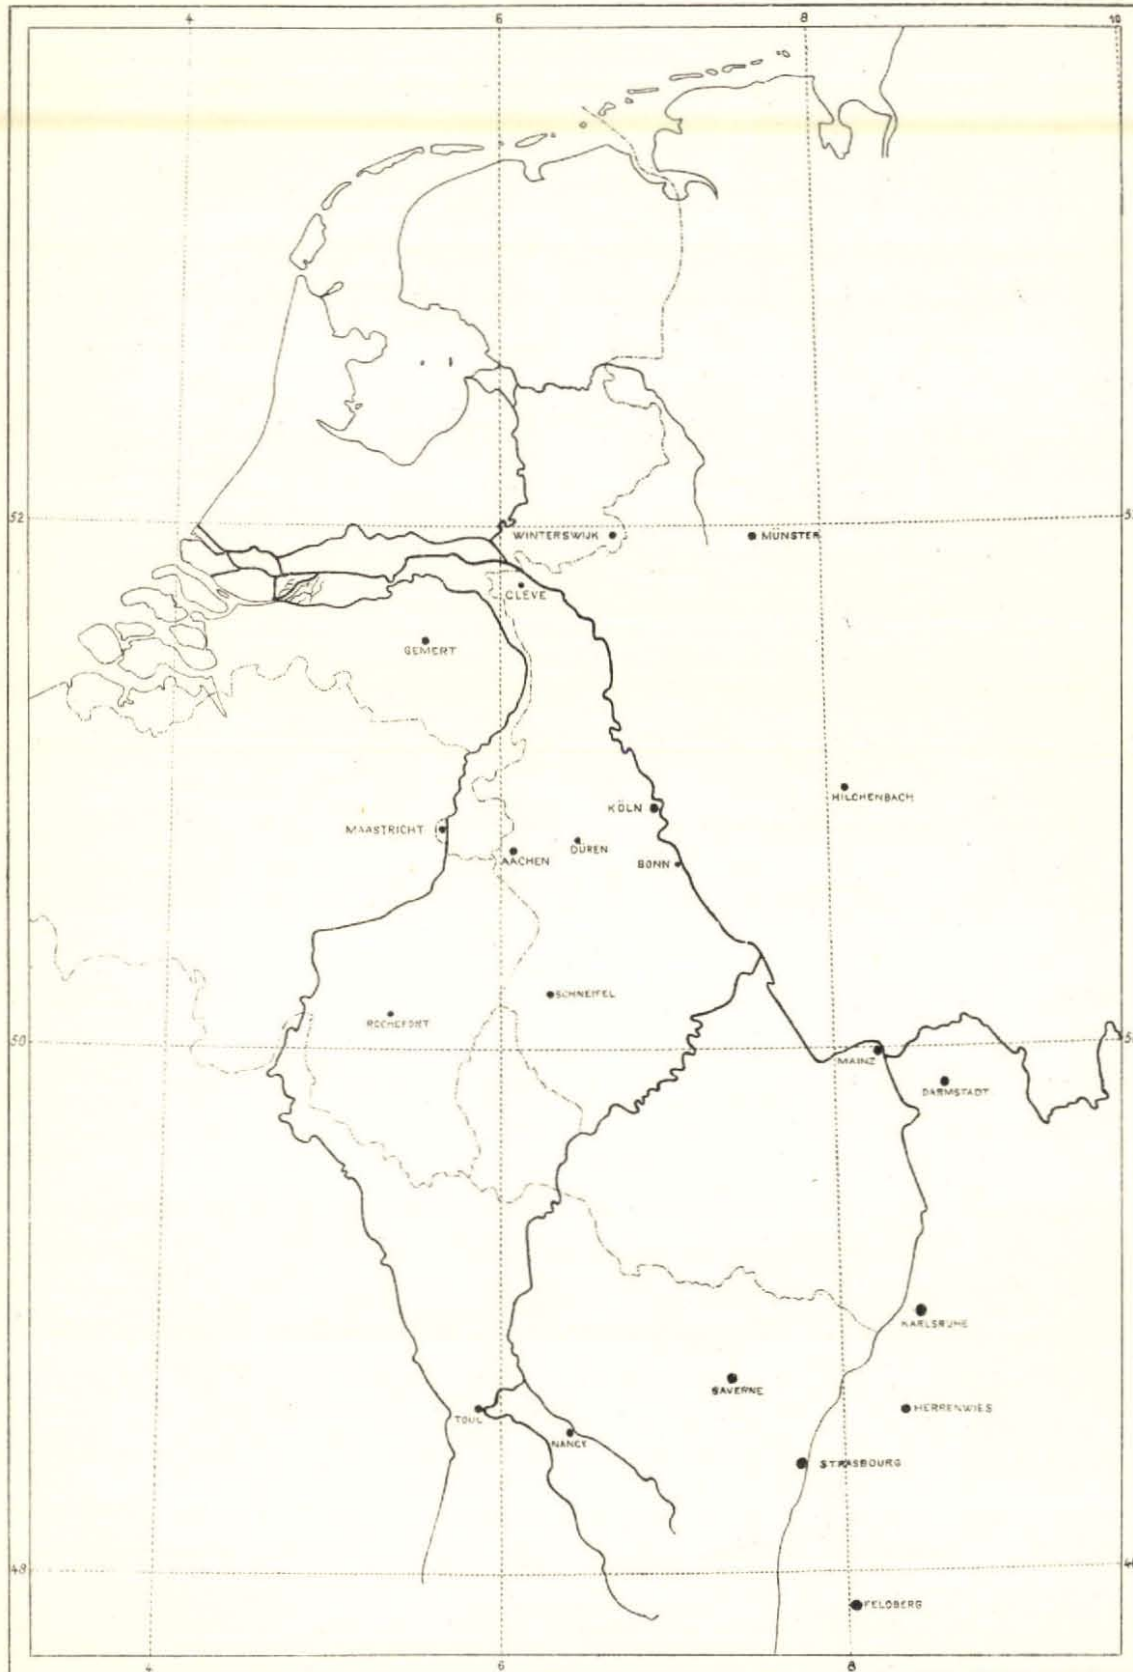 4 6 8 10
52
WINTERSWIJK
MÜNSTER
CLEVE
GEMERT
HILCHENBACH
KÖLN
MAASTRICHT
DÜREN
AACHEN
BONN
SCHNEIFEL
ROCHEFORT
50
MAINZ
DARMSTADT
KARLSRUHE
SAVERNE
HERRENWIES
TOUL
NANCY
STRASBOURG
48
FELDBERG
4 6 8